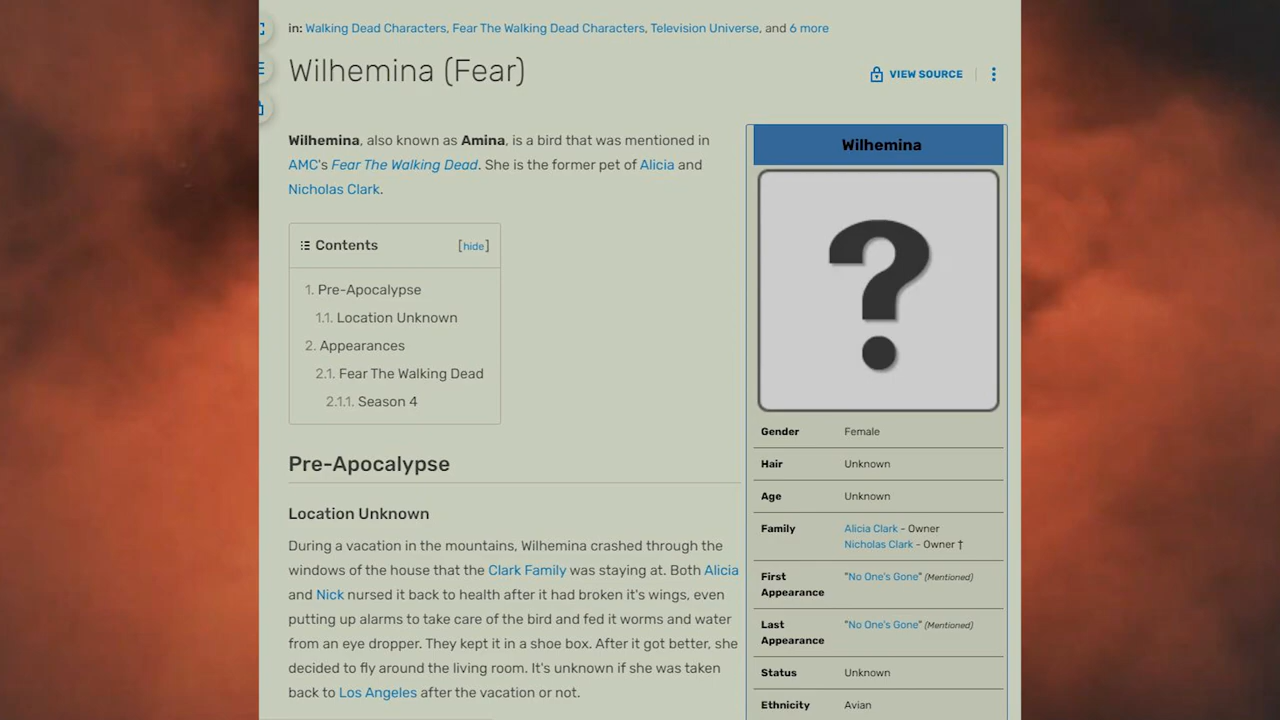 in: Walking Dead Characters, Fear The Walking Dead Characters, Television Universe, and 6 more
Wilhemina (Fear)
VIEW SOURCE
Wilhemina, also known as Amina, is a bird that was mentioned in
AMC's Fear The Walking Dead. She is the former pet of Alicia and
Nicholas Clark.
Contents [hide]
1. Pre-Apocalypse
1.1. Location Unknown
2. Appearances
2.1. Fear The Walking Dead
2.1.1. Season 4
Pre-Apocalypse
Location Unknown
During a vacation in the mountains, Wilhemina crashed through the
windows of the house that the Clark Family was staying at. Both Alicia
and Nick nursed it back to health after it had broken it's wings, even
putting up alarms to take care of the bird and fed it worms and water
from an eye dropper. They kept it in a shoe box. After it got better, she
decided to fly around the living room. It's unknown if she was taken
back to Los Angeles after the vacation or not.
Wilhemina
?
Gender Female
Hair Unknown
Age Unknown
Family Alicia Clark - Owner
Nicholas Clark - Owner †
First Appearance "No One's Gone" (Mentioned)
Last Appearance "No One's Gone" (Mentioned)
Status Unknown
Ethnicity Avian